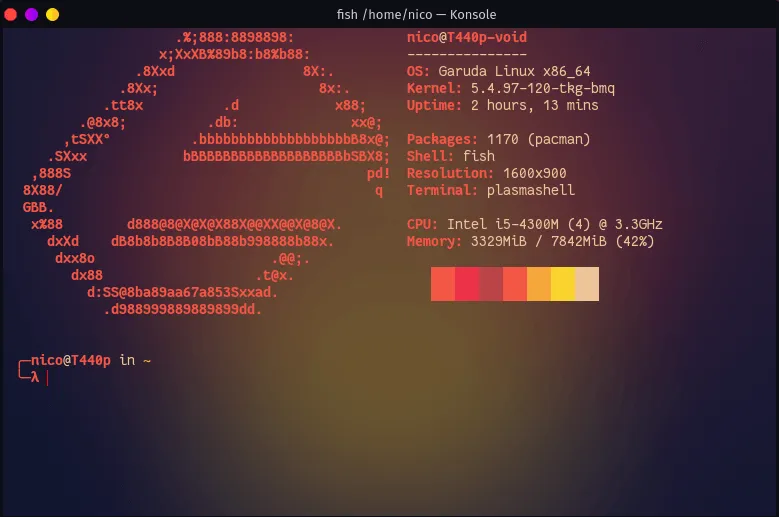 fish /home/nico — Konsole
.%;888:8898898:
x;XxXB%89b8:b8%b88:
.8Xxd                8X:.
.8Xx;                    8x:.
.tt8x          .d            x88;
.@8x8;          .db:              xx@;
,tSXX°          .bbbbbbbbbbbbbbbbbbbB8x@;
.SXxx            bBBBBBBBBBBBBBBBBBBBbSBX8;
,888S                                     pd!
8X88/                                       q
GBB.
x%88        d888@8@X@X@X88X@@XX@@X@8@X.
dxXd    dB8b8b8B8B08bB88b998888b88x.
dxx8o                      .@@;.
dx88                   .t@x.
d:SS@8ba89aa67a853Sxxad.
.d988999889889899dd.
nico@T440p-void
---------------
OS: Garuda Linux x86_64
Kernel: 5.4.97-120-tkg-bmq
Uptime: 2 hours, 13 mins
Packages: 1170 (pacman)
Shell: fish
Resolution: 1600x900
Terminal: plasmashell
CPU: Intel i5-4300M (4) @ 3.3GHz
Memory: 3329MiB / 7842MiB (42%)
╭─nico@T440p in ~
╰─λ